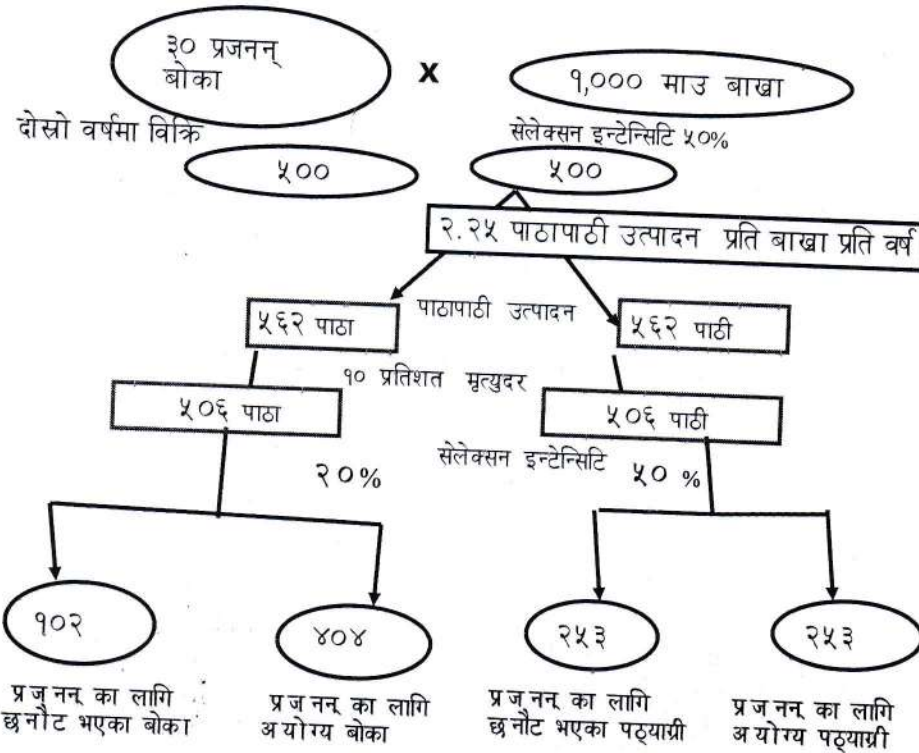 ३० प्रजनन्
बोका
X
१,००० माउ बाखा
दोस्रो वर्षमा विक्रि
सेलेक्सन इन्टेन्सिटि ५०%
५००
५००
२.२५ पाठापाठी उत्पादन प्रति बाखा प्रति वर्ष
५६२ पाठा
पाठापाठी उत्पादन
५६२ पाठी
१० प्रतिशत मृत्युदर
५०६ पाठा
५०६ पाठी
२०%
सेलेक्सन इन्टेन्सिटि
५० %
१०२
४०४
२५३
२५३
प्रजनन् का लागि
छनौट भएका बोका
प्रजनन् का लागि
अयोग्य बोका
प्रजनन् का लागि
छनौट भएका पठ्याग्री
प्रजनन् का लागि
अयोग्य पठ्याग्री